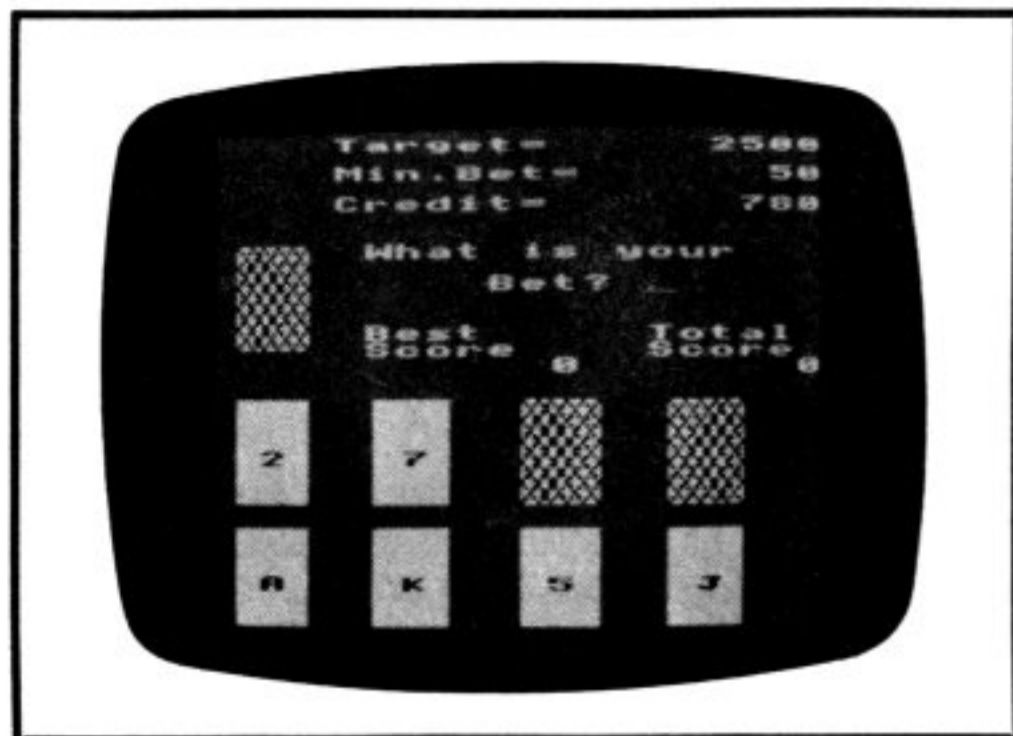 Target= 2500
Min.Bet= 50
Credit= 780
What is your
Bet? _
Best Total
Score Score
0 0
2 7
A K 5 J